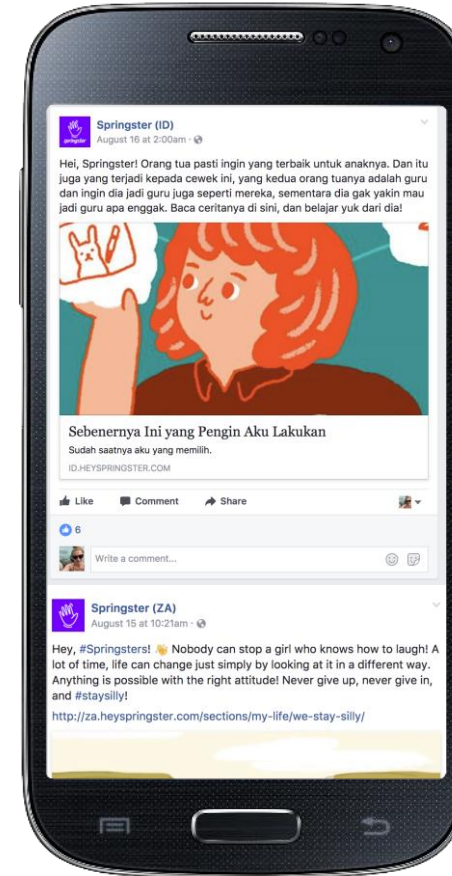 springster
Springster (ID)
August 16 at 2:00am ·
Hei, Springster! Orang tua pasti ingin yang terbaik untuk anaknya. Dan itu
juga yang terjadi kepada cewek ini, yang kedua orang tuanya adalah guru
dan ingin dia jadi guru juga seperti mereka, sementara dia gak yakin mau
jadi guru apa enggak. Baca ceritanya di sini, dan belajar yuk dari dia!
Sebenernya Ini yang Pengin Aku Lakukan
Sudah saatnya aku yang memilih.
ID.HEYSPRINGSTER.COM
Like Comment Share
6
Write a comment...
Springster (ZA)
August 15 at 10:21am ·
Hey, #Springsters! 👋 Nobody can stop a girl who knows how to laugh! A
lot of time, life can change just simply by looking at it in a different way.
Anything is possible with the right attitude! Never give up, never give in,
and #staysilly!
http://za.heyspringster.com/sections/my-life/we-stay-silly/